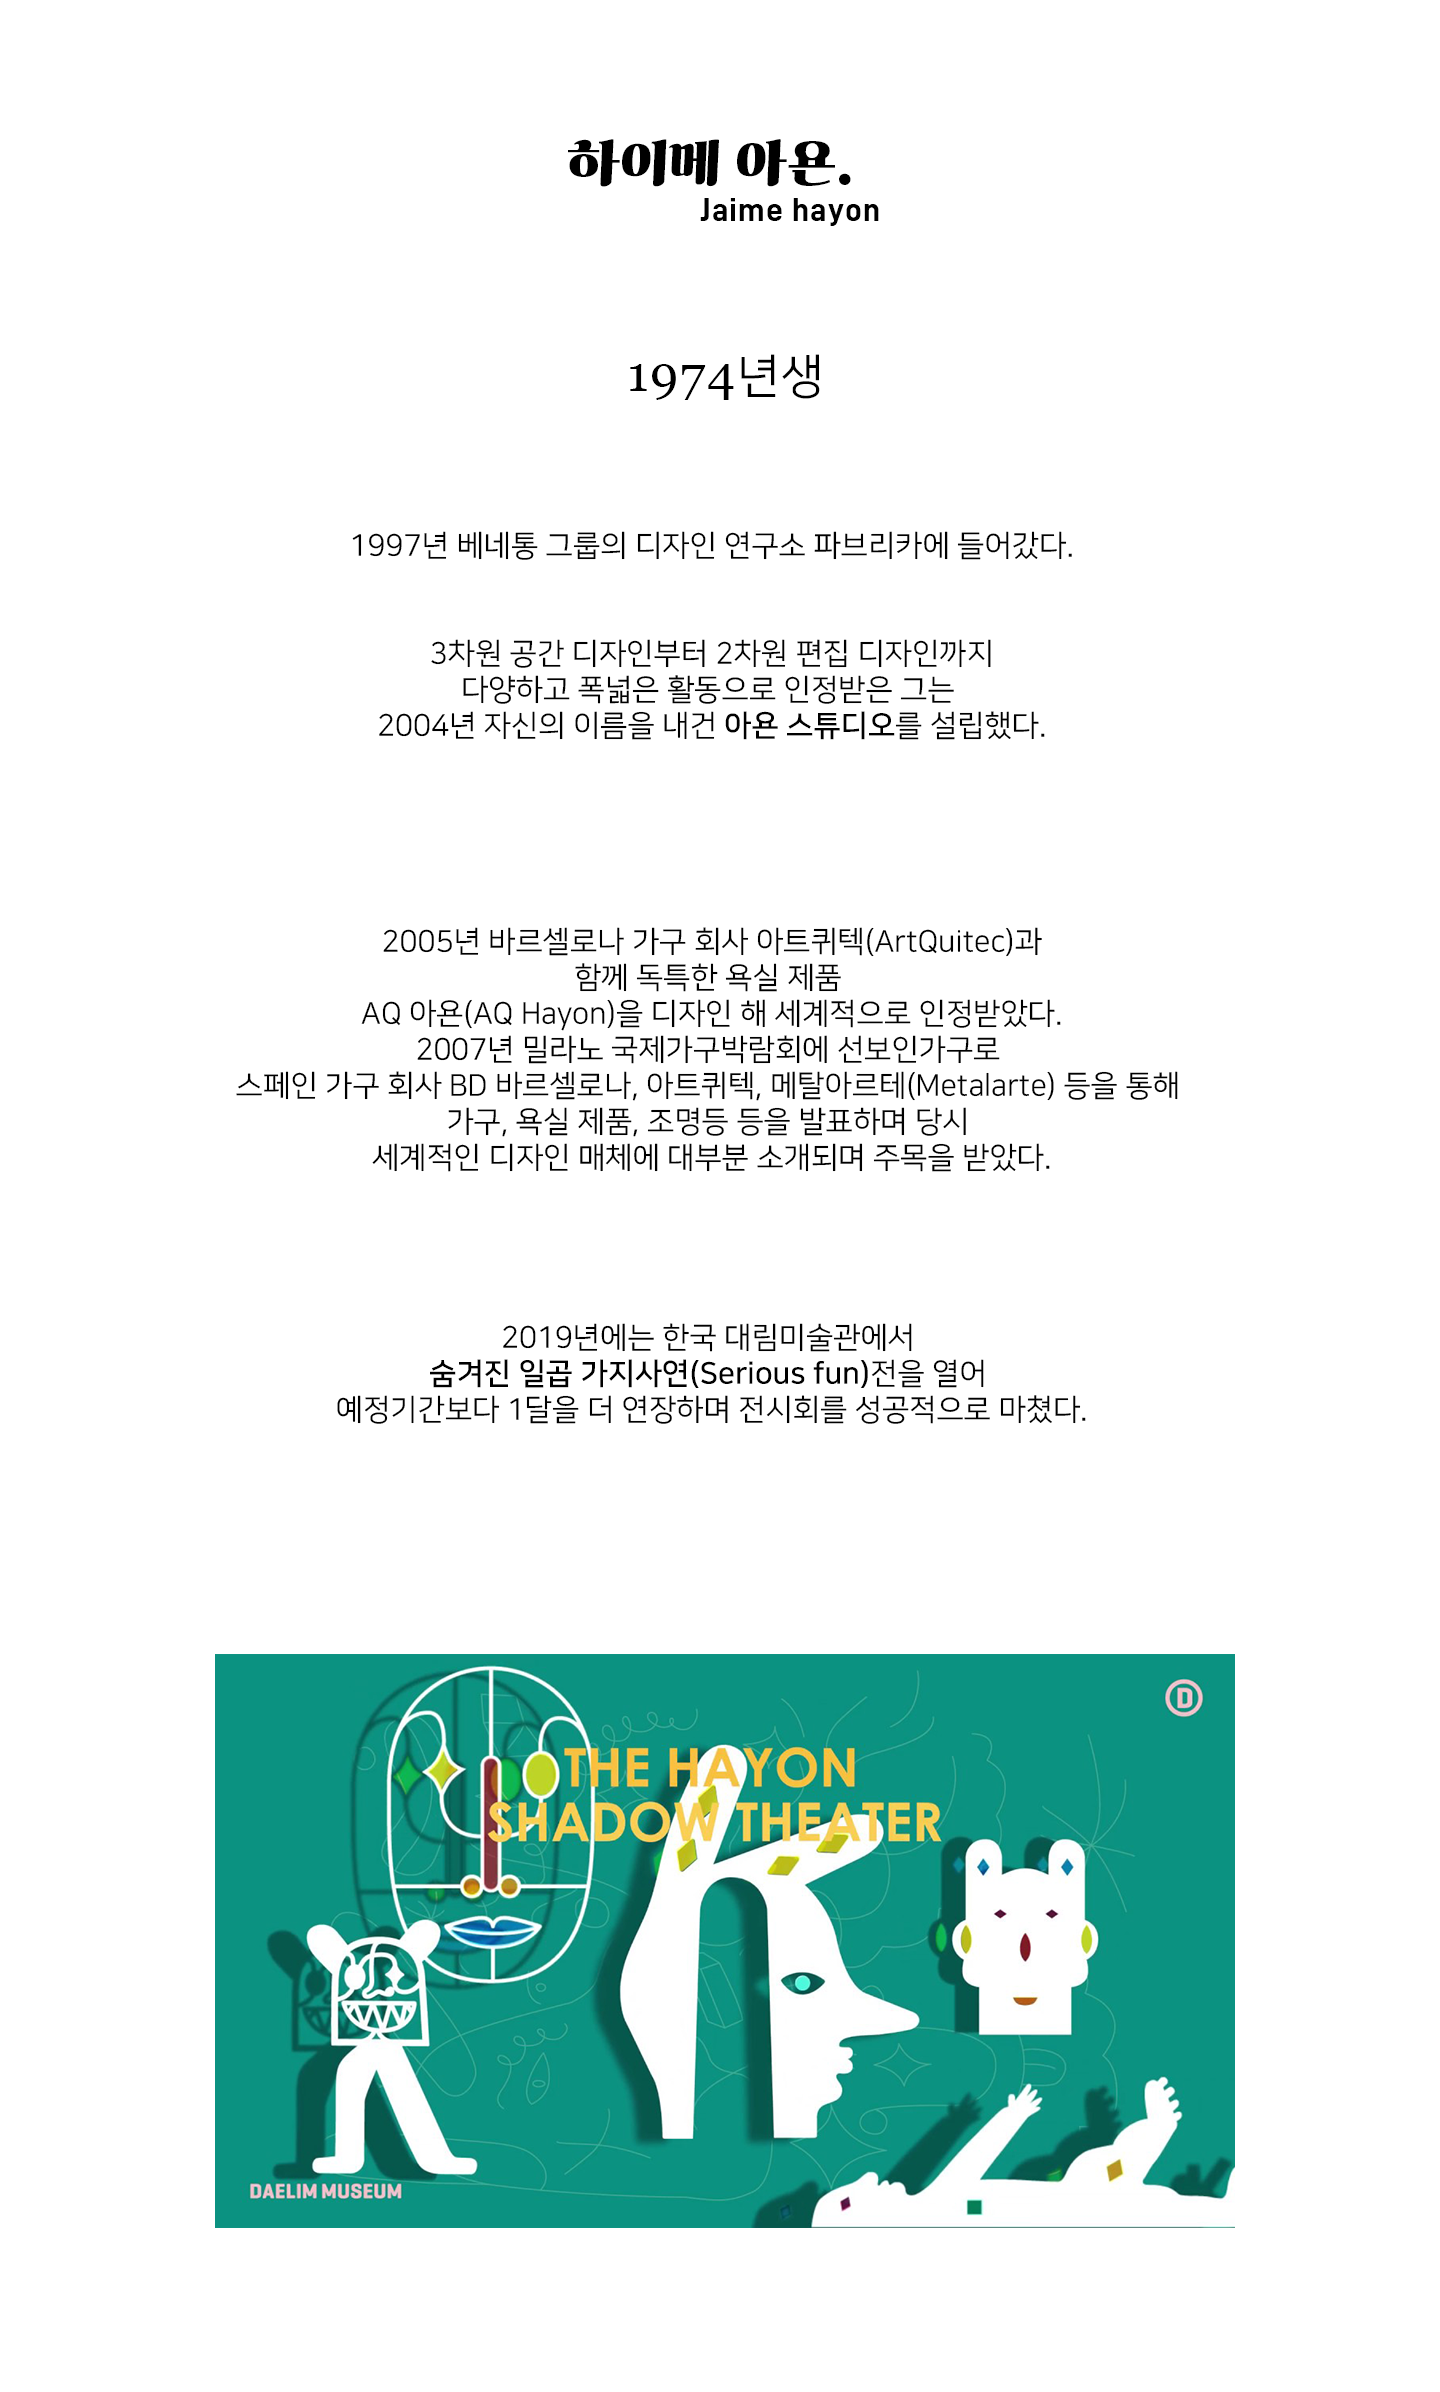 하이메 아욘.
Jaime hayon
1974년생
1997년 베네통 그룹의 디자인 연구소 파브리카에 들어갔다.
3차원 공간 디자인부터 2차원 편집 디자인까지
다양하고 폭넓은 활동으로 인정받은 그는
2004년 자신의 이름을 내건 아욘 스튜디오를 설립했다.
2005년 바르셀로나 가구 회사 아트퀴텍(ArtQuitec)과
함께 독특한 욕실 제품
AQ 아욘(AQ Hayon)을 디자인 해 세계적으로 인정받았다.
2007년 밀라노 국제가구박람회에 선보인가구로
스페인 가구 회사 BD 바르셀로나, 아트퀴텍, 메탈아르테(Metalarte) 등을 통해
가구, 욕실 제품, 조명등 등을 발표하며 당시
세계적인 디자인 매체에 대부분 소개되며 주목을 받았다.
2019년에는 한국 대림미술관에서
숨겨진 일곱 가지사연(Serious fun)전을 열어
예정기간보다 1달을 더 연장하며 전시회를 성공적으로 마쳤다.
D
THE HAYON
SHADOW THEATER
DAELIM MUSEUM